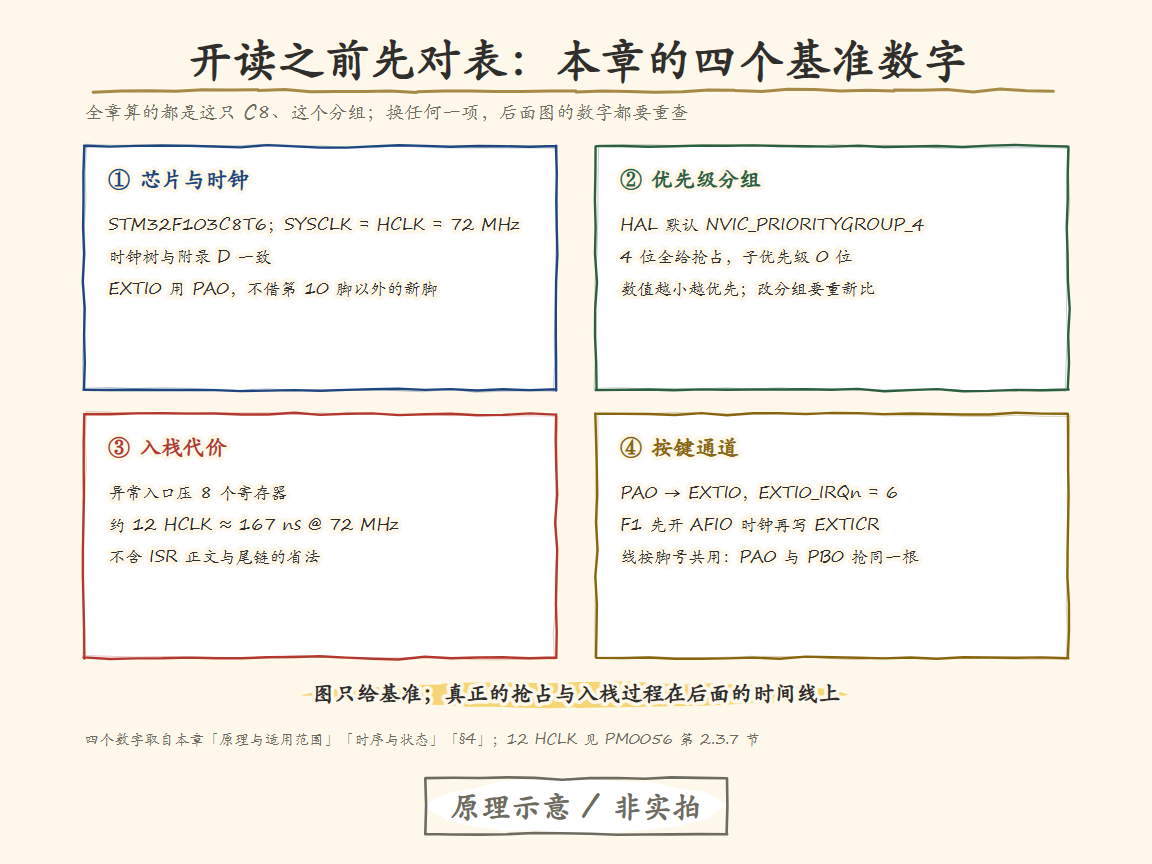 开读之前先对表：本章的四个基准数字
全章算的都是这只 C8、这个分组；换任何一项，后面图的数字都要重查
① 芯片与时钟
STM32F103C8T6；SYSCLK = HCLK = 72 MHz
时钟树与附录 D 一致
EXTI0 用 PA0，不借第 10 脚以外的新脚
② 优先级分组
HAL 默认 NVIC_PRIORITYGROUP_4
4 位全给抢占，子优先级 0 位
数值越小越优先；改分组要重新比
③ 入栈代价
异常入口压 8 个寄存器
约 12 HCLK ≈ 167 ns @ 72 MHz
不含 ISR 正文与尾链的省法
④ 按键通道
PA0 → EXTI0，EXTI0_IRQn = 6
F1 先开 AFIO 时钟再写 EXTICR
线按脚号共用：PA0 与 PB0 抢同一根
图只给基准；真正的抢占与入栈过程在后面的时间线上
四个数字取自本章「原理与适用范围」「时序与状态」「§4」；12 HCLK 见 PM0056 第 2.3.7 节
原理示意 / 非实拍